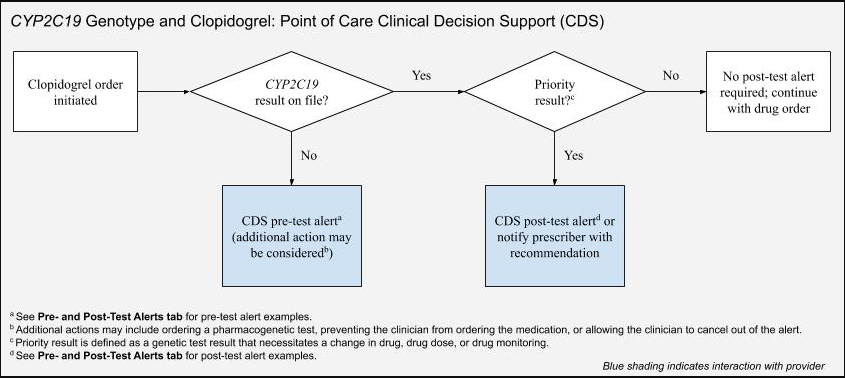 CYP2C19 Genotype and Clopidogrel: Point of Care Clinical Decision Support (CDS)
Clopidogrel order
initiated
CYP2C19
result on file?
Yes
Priority
result?ᶜ
No
No post-test alert
required; continue
with drug order
No
Yes
CDS pre-test alertᵃ
(additional action may
be consideredᵇ)
CDS post-test alertᵈ or
notify prescriber with
recommendation
ᵃ See Pre- and Post-Test Alerts tab for pre-test alert examples.
ᵇ Additional actions may include ordering a pharmacogenetic test, preventing the clinician from ordering the medication, or allowing the clinician to cancel out of the alert.
ᶜ Priority result is defined as a genetic test result that necessitates a change in drug, drug dose, or drug monitoring.
ᵈ See Pre- and Post-Test Alerts tab for post-test alert examples.
Blue shading indicates interaction with provider